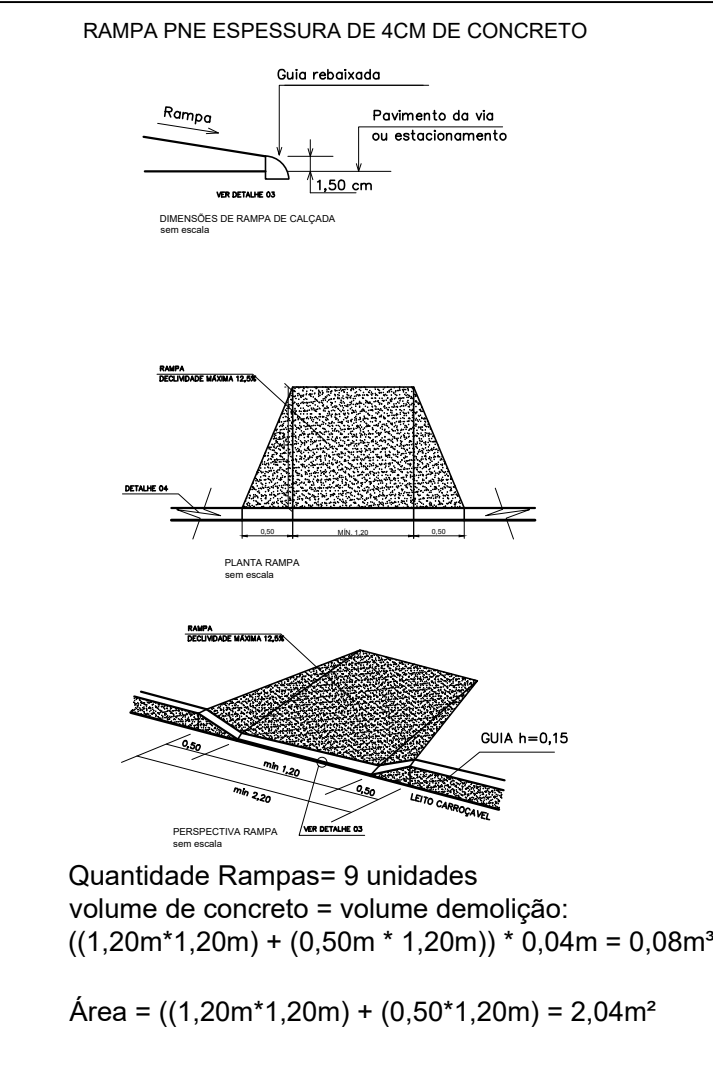 RAMPA PNE ESPESSURA DE 4CM DE CONCRETO
Guia rebaixada
Rampa
Pavimento da via
ou estacionamento
1,50 cm
VER DETALHE 03
DIMENSÕES DE RAMPA DE CALÇADA
sem escala
RAMPA
DECLIVIDADE MÁXIMA 12,5%
DETALHE 04
0,50
MÍN. 1,20
0,50
PLANTA RAMPA
sem escala
RAMPA
DECLIVIDADE MÁXIMA 12,5%
GUIA h=0,15
0,50
min 1,20
0,50
min 2,20
LEITO CARROÇAVEL
VER DETALHE 03
PERSPECTIVA RAMPA
sem escala
Quantidade Rampas= 9 unidades
volume de concreto = volume demolição:
((1,20m*1,20m) + (0,50m * 1,20m)) * 0,04m = 0,08m³
Área = ((1,20m*1,20m) + (0,50*1,20m) = 2,04m²